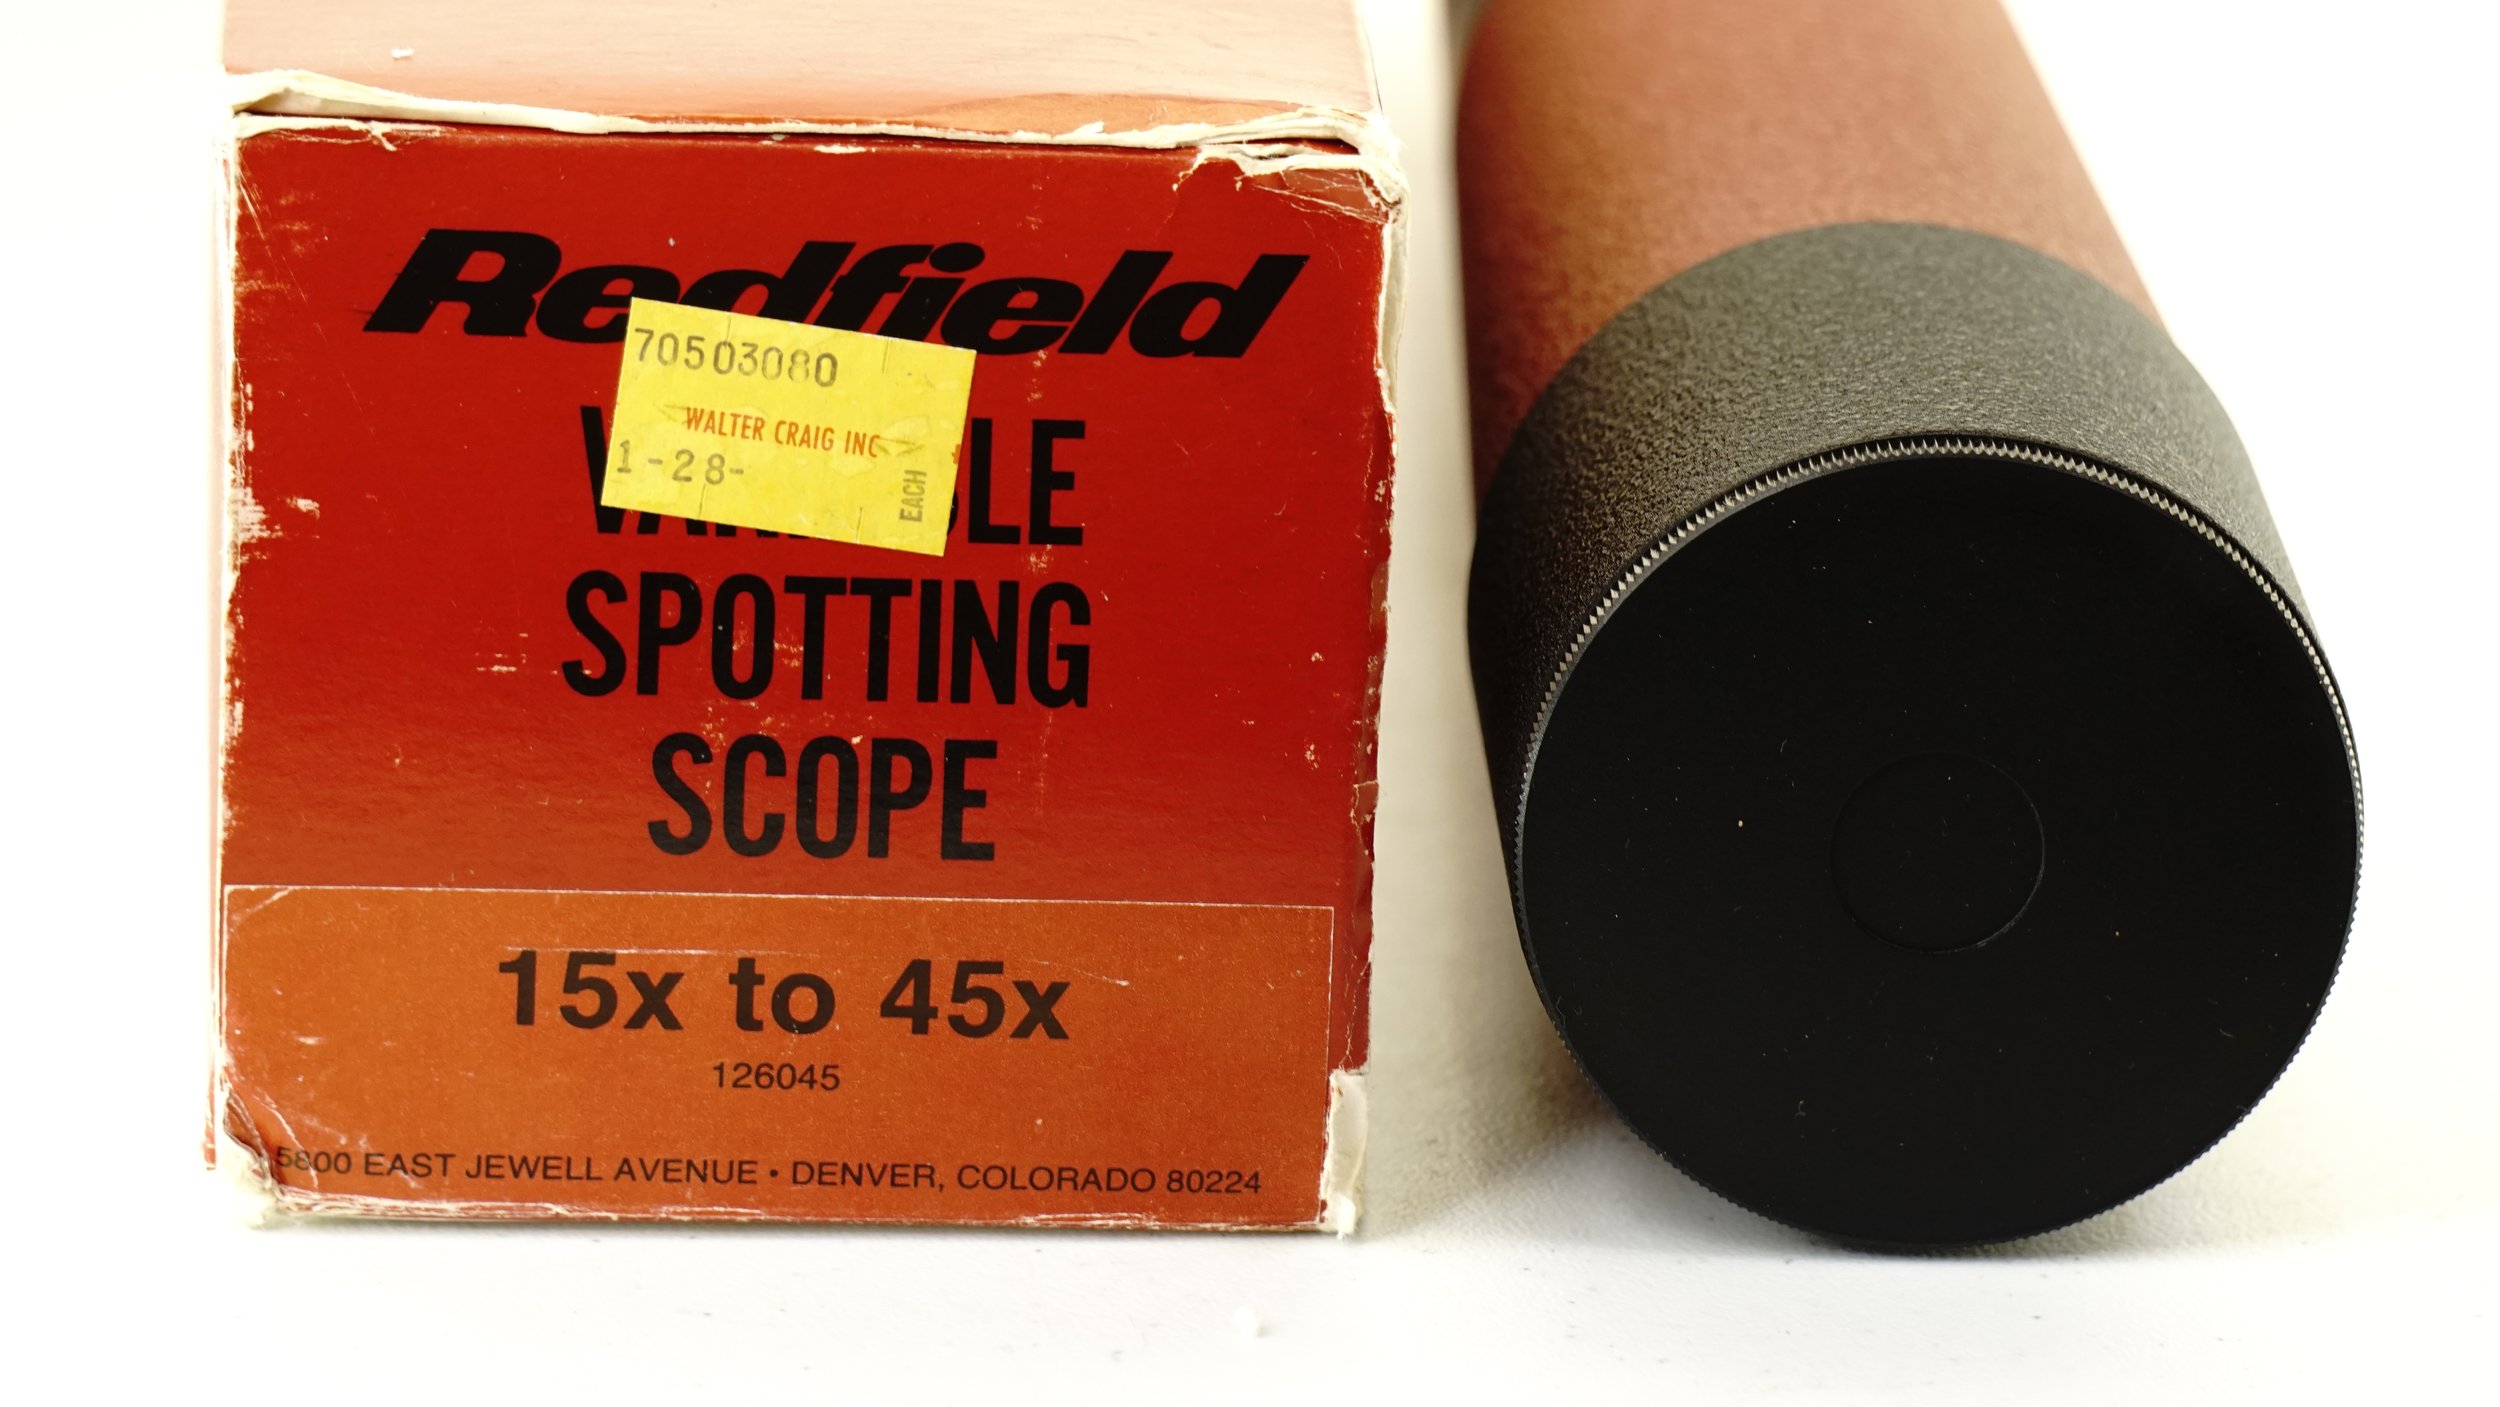 Redfield
70503080
WALTER CRAIG INC
1-28-
EACH
VARIABLE
SPOTTING
SCOPE
15x to 45x
126045
5800 EAST JEWELL AVENUE • DENVER, COLORADO 80224